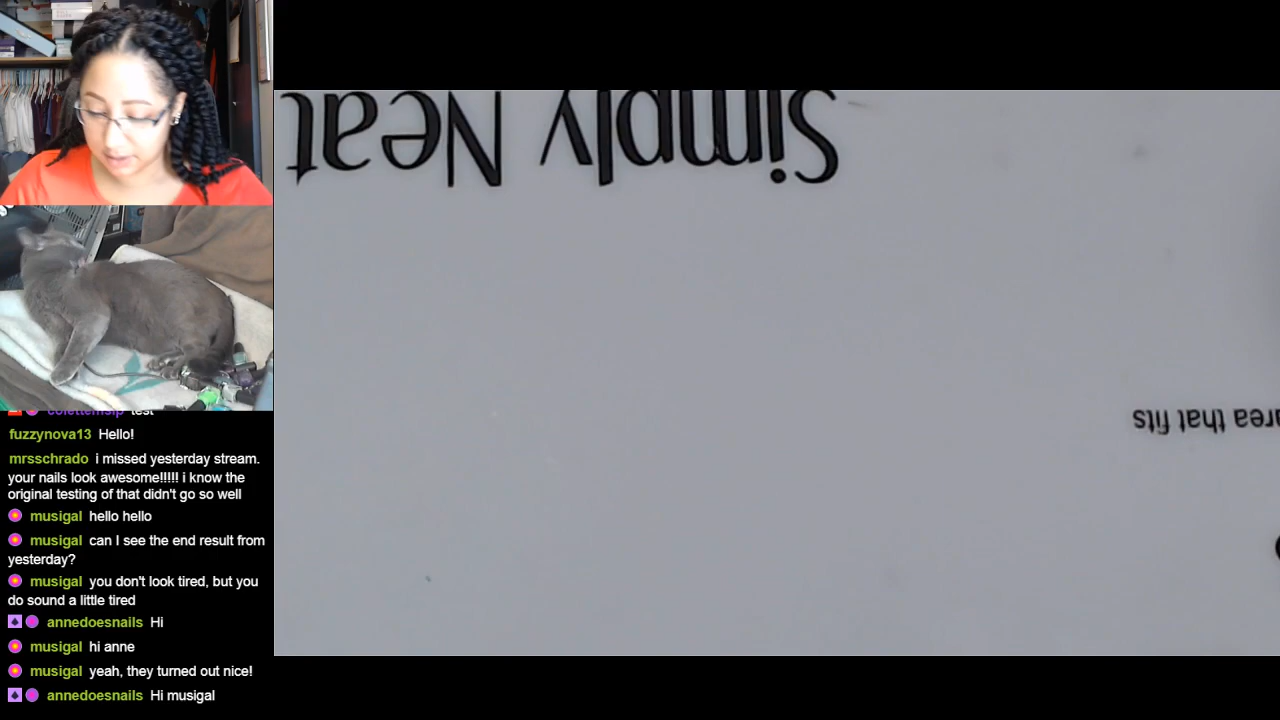 Simply Neat
area that fits
colettemsip test
fuzzynova13 Hello!
mrsschrado i missed yesterday stream.
your nails look awesome!!!!! i know the
original testing of that didn't go so well
musigal hello hello
musigal can I see the end result from
yesterday?
musigal you don't look tired, but you
do sound a little tired
annedoesnails Hi
musigal hi anne
musigal yeah, they turned out nice!
annedoesnails Hi musigal